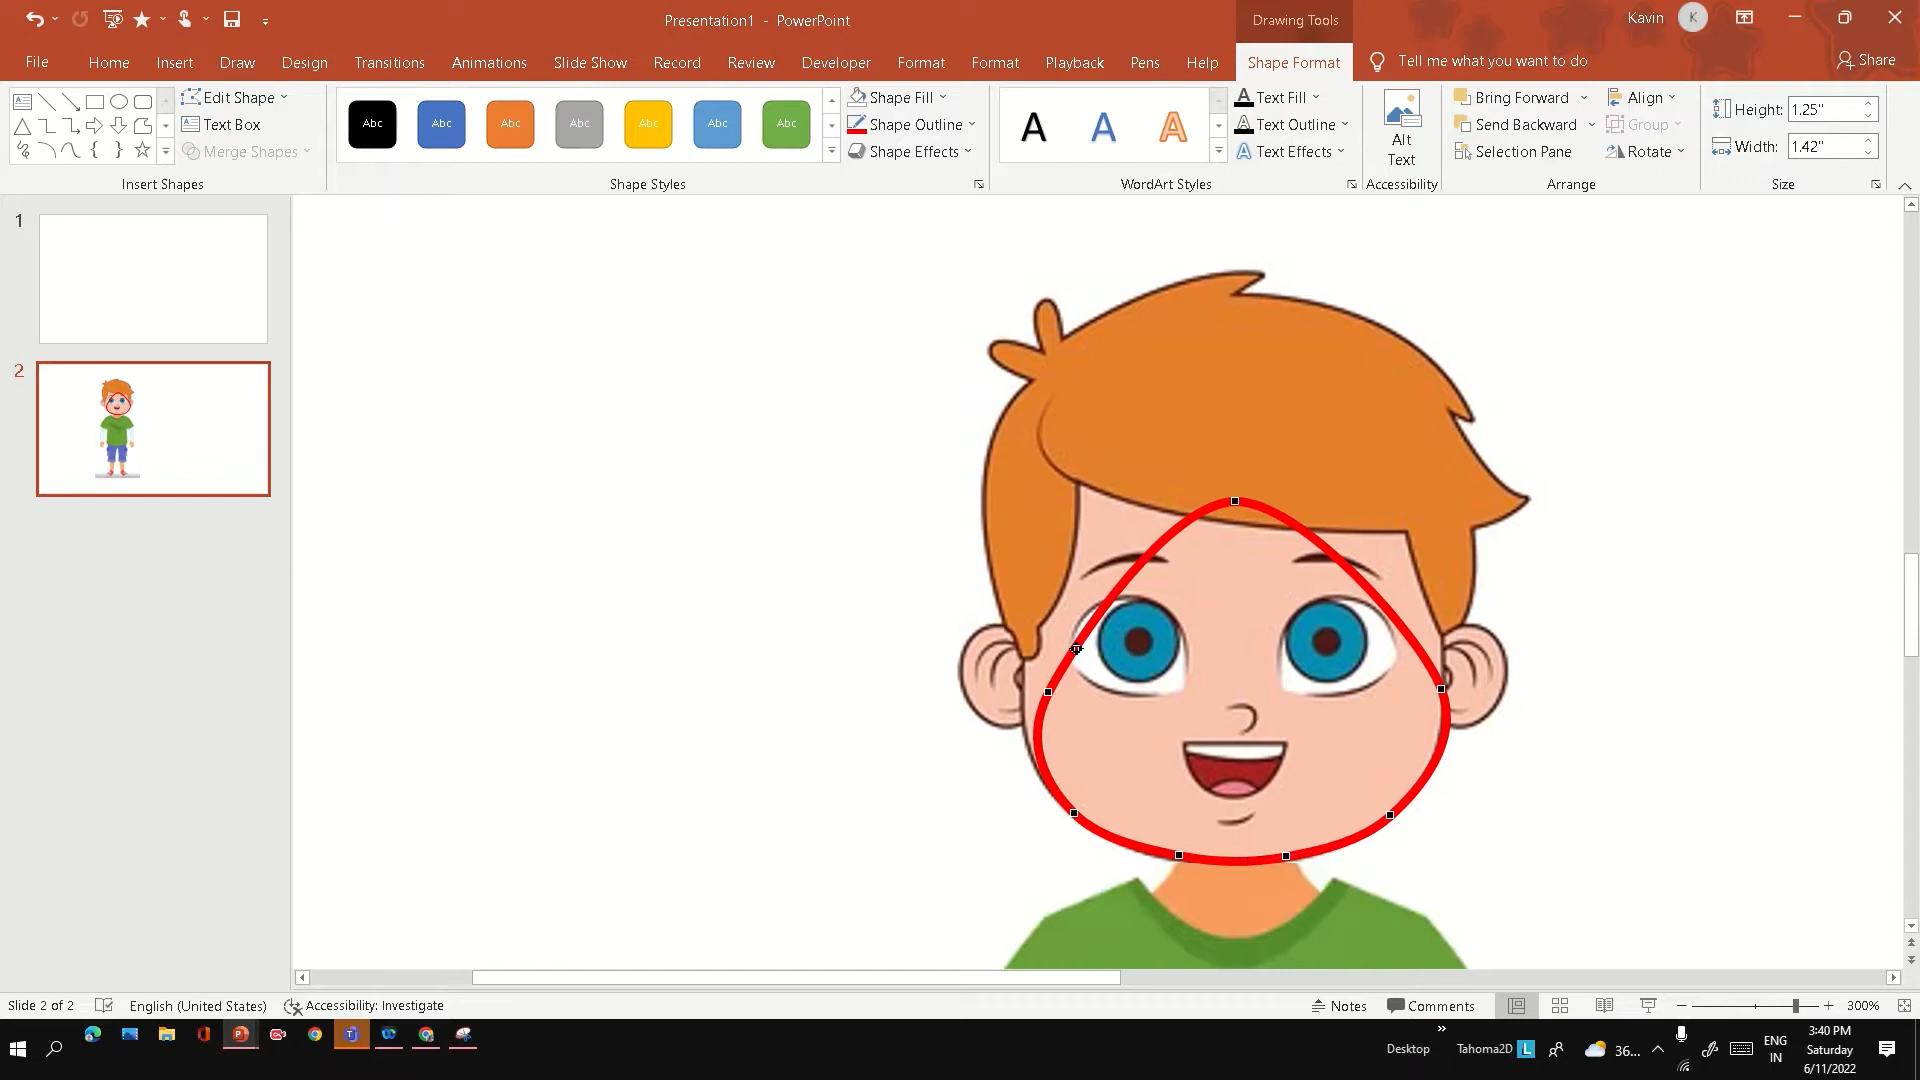 Presentation1 - PowerPoint
Drawing Tools
Kavin
K
File
Home
Insert
Draw
Design
Transitions
Animations
Slide Show
Record
Review
View
Developer
Format
Format
Playback
Pens
Help
Shape Format
Tell me what you want to do
Share
Edit Shape
Text Box
Merge Shapes
Insert Shapes
Abc
Abc
Abc
Abc
Abc
Abc
Abc
Shape Styles
Shape Fill
Shape Outline
Shape Effects
A
A
A
WordArt Styles
Text Fill
Text Outline
Text Effects
Alt
Text
Accessibility
Bring Forward
Send Backward
Selection Pane
Align
Group
Rotate
Arrange
Height: 1.25"
Width: 1.42"
Size
1
2
Slide 2 of 2
English (United States)
Accessibility: Investigate
Notes
Comments
300%
Desktop
Tahoma2D
L
36...
ENG
IN
3:40 PM
Saturday
6/11/2022